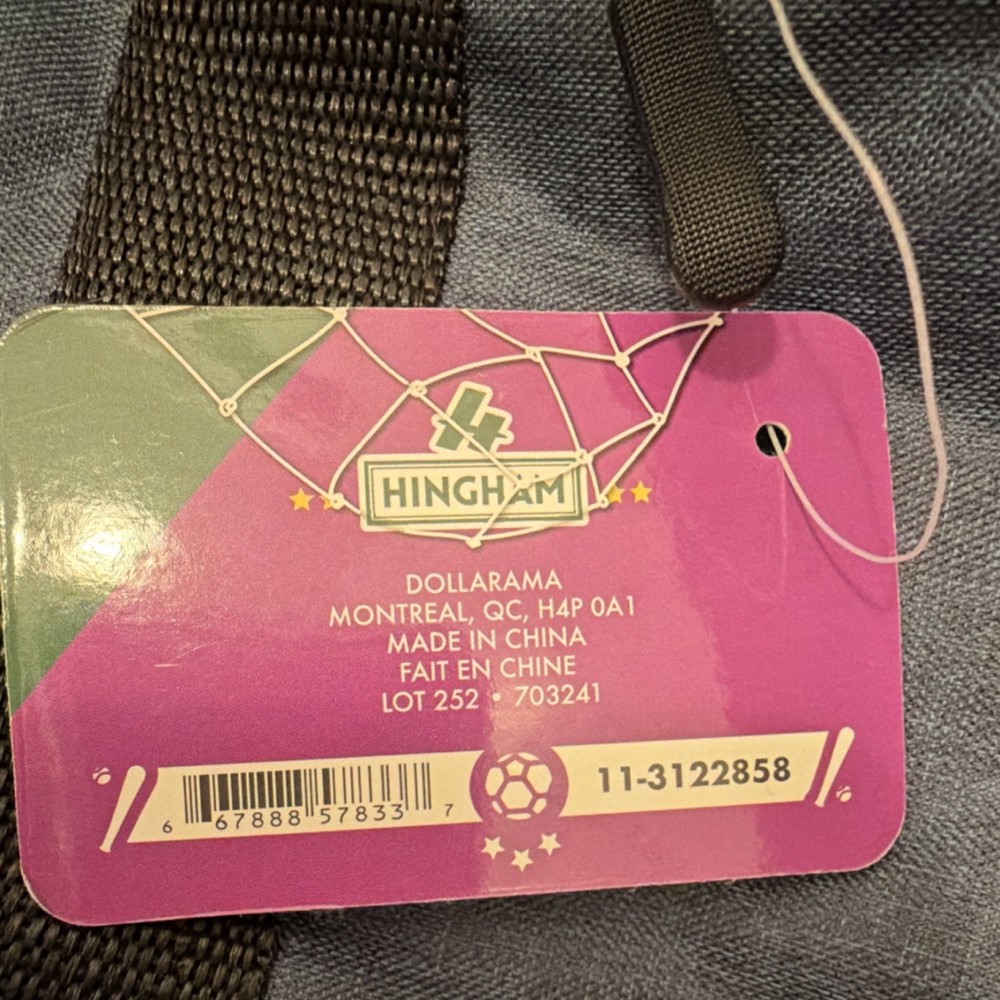 HINGHAM
DOLLARAMA
MONTREAL, QC, H4P 0A1
MADE IN CHINA
FAIT EN CHINE
LOT 252 • 703241
6 67888 57833 7
11-3122858